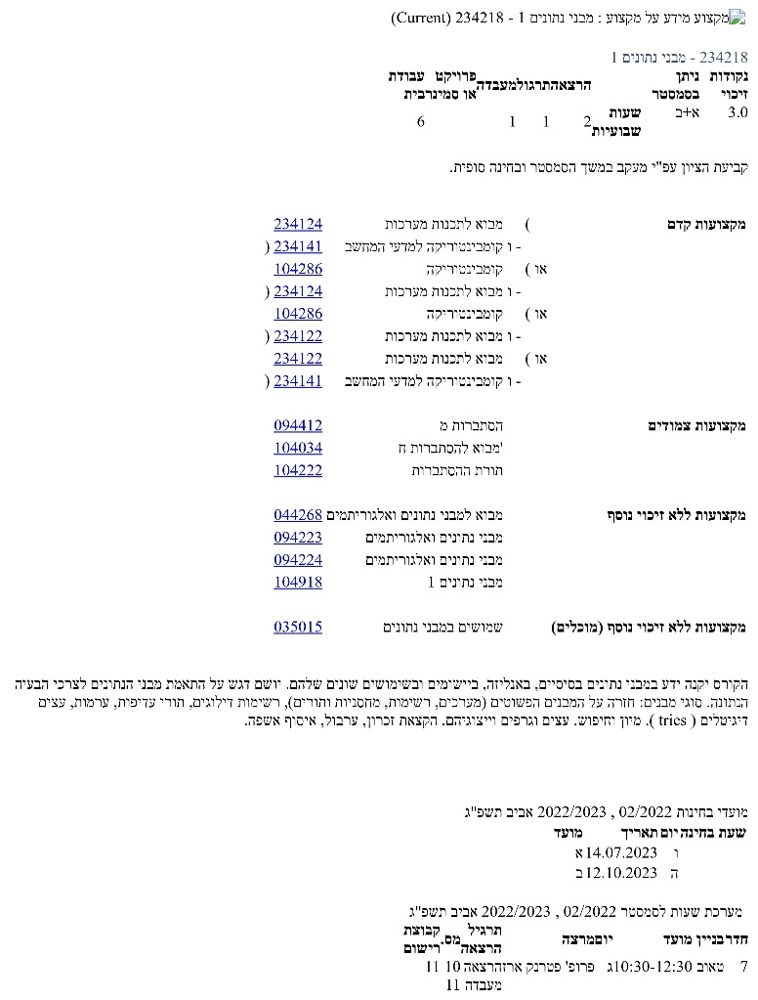 מקצוע מידע על מקצוע : מבני נתונים 1 - 234218 (Current)
234218 - מבני נתונים 1
נקודות זיכוי ניתן בסמסטר הרצאה תרגול מעבדה פרויקט או סמינר עבודת בית
3.0 א+ב שעות שבועיות 2 1 1 6
קביעת הציון עפ"י מעקב במשך הסמסטר ובחינה סופית.
מקצועות קדם ( מבוא לתכנות מערכות 234124
ו - קומבינטוריקה למדעי המחשב 234141 )
או ( קומבינטוריקה 104286
ו - מבוא לתכנות מערכות 234124 )
או ( קומבינטוריקה 104286
ו - מבוא לתכנות מערכות 234122 )
או ( מבוא לתכנות מערכות 234122
ו - קומבינטוריקה למדעי המחשב 234141 )
מקצועות צמודים הסתברות מ 094412
מבוא להסתברות ח' 104034
תורת ההסתברות 104222
מקצועות ללא זיכוי נוסף מבוא למבני נתונים ואלגוריתמים 044268
מבני נתינים ואלגוריתמים 094223
מבני נתינים ואלגוריתמים 094224
מבני נתינים 1 104918
מקצועות ללא זיכוי נוסף (מוכלים) שמושים במבני נתונים 035015
הקורס יקנה ידע במבני נתונים בסיסיים, באנליזה, ביישומים ובשימושים שונים שלהם. יושם דגש על התאמת מבני הנתונים לצרכי הבעיה
הנתונה. סוגי מבנים: חזרה על המבנים הפשוטים (מערכים, רשימות, מחסניות ותורים), רשימות דילוגים, תורי עדיפית, ערמות, עצים
דיגיטלים ( tries ). מיון וחיפוש. עצים וגרפים וייצוגיהם. הקצאת זכרון, ערבול, איסוף אשפה.
מועדי בחינות 02/2022 , 2022/2023 אביב תשפ"ג
שעת בחינה יום תאריך מועד
ו 14.07.2023 א
ה 12.10.2023 ב
מערכת שעות לסמסטר 02/2022 , 2022/2023 אביב תשפ"ג
חדר בניין מועד יום מרצה תרגיל הרצאה מס. קבוצת רישום
7 טאוב 10:30-12:30 ג פרופ' פטרנק ארז הרצאה 10 11
מעבדה 11